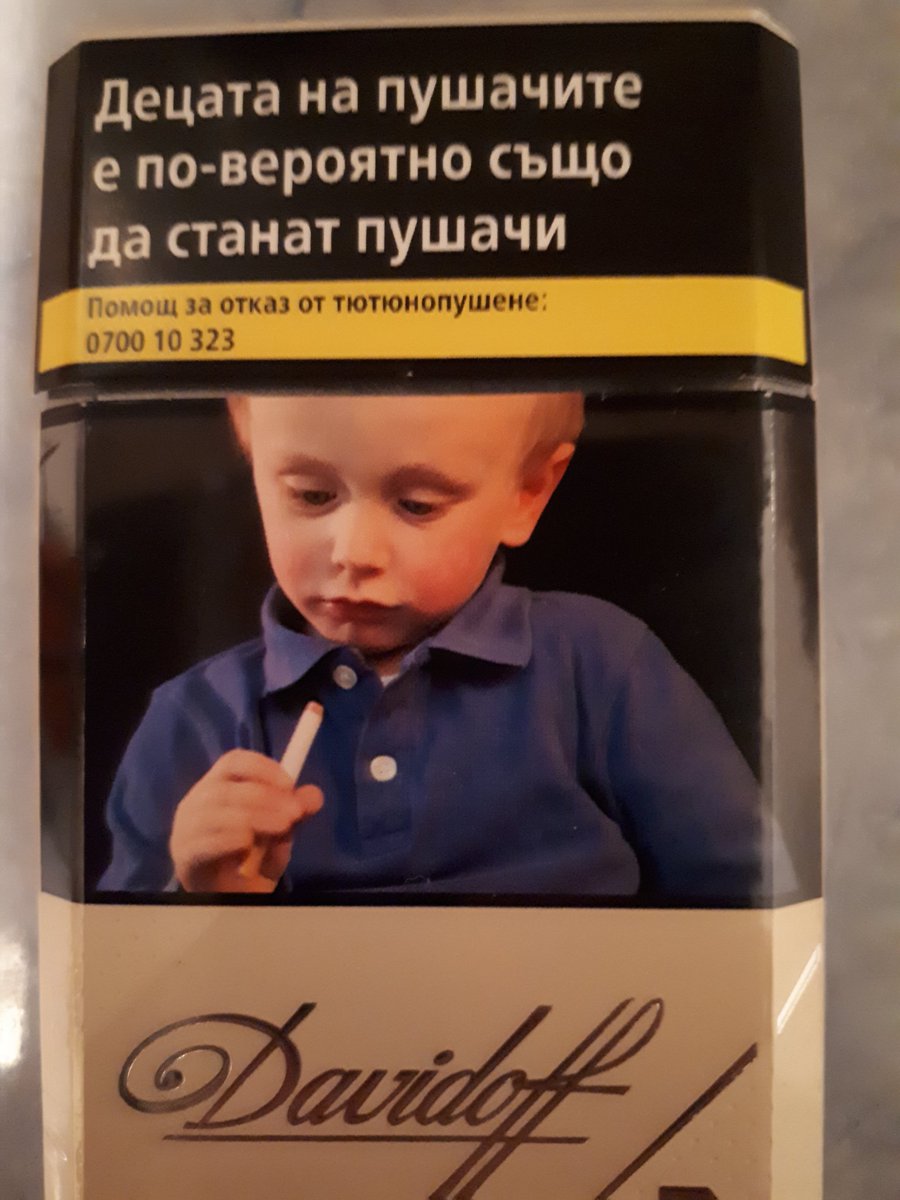 Децата на пушачите
е по-вероятно също
да станат пушачи
Помощ за отказ от тютюнопушене:
0700 10 323
Davidoff